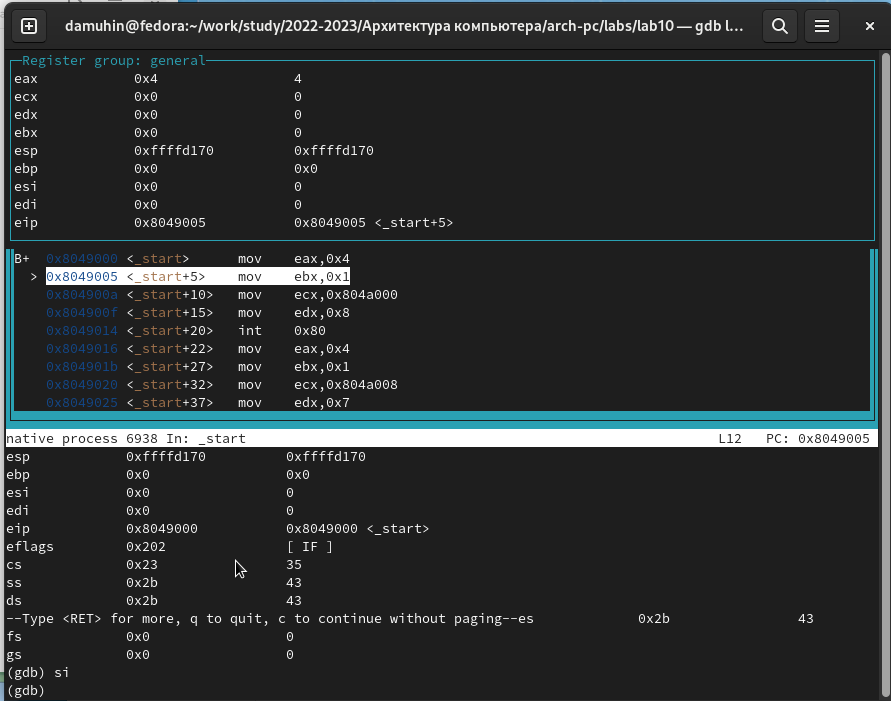 damuhin@fedora:~/work/study/2022-2023/Архитектура компьютера/arch-pc/labs/lab10 — gdb l...
Register group: general
eax 0x4 4
ecx 0x0 0
edx 0x0 0
ebx 0x0 0
esp 0xffffd170 0xffffd170
ebp 0x0 0x0
esi 0x0 0
edi 0x0 0
eip 0x8049005 0x8049005 <_start+5>
B+ 0x8049000 <_start> mov eax,0x4
> 0x8049005 <_start+5> mov ebx,0x1
0x804900a <_start+10> mov ecx,0x804a000
0x804900f <_start+15> mov edx,0x8
0x8049014 <_start+20> int 0x80
0x8049016 <_start+22> mov eax,0x4
0x804901b <_start+27> mov ebx,0x1
0x8049020 <_start+32> mov ecx,0x804a008
0x8049025 <_start+37> mov edx,0x7
native process 6938 In: _start L12 PC: 0x8049005
esp 0xffffd170 0xffffd170
ebp 0x0 0x0
esi 0x0 0
edi 0x0 0
eip 0x8049000 0x8049000 <_start>
eflags 0x202 [ IF ]
cs 0x23 35
ss 0x2b 43
ds 0x2b 43
--Type <RET> for more, q to quit, c to continue without paging--es 0x2b 43
fs 0x0 0
gs 0x0 0
(gdb) si
(gdb)